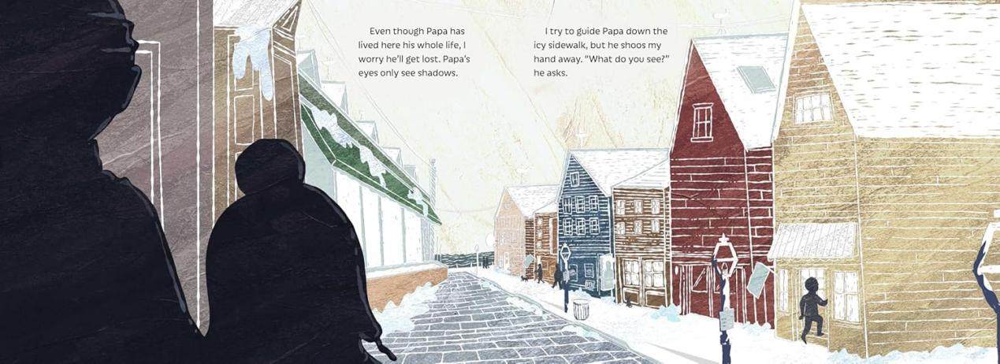 Even though Papa has
lived here his whole life, I
worry he'll get lost. Papa's
eyes only see shadows.
I try to guide Papa down the
icy sidewalk, but he shoos my
hand away. "What do you see?"
he asks.